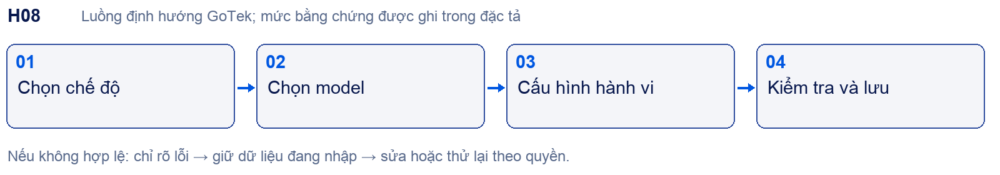 H08 Luồng định hướng GoTek; mức bằng chứng được ghi trong đặc tả
01
Chọn chế độ
02
Chọn model
03
Cấu hình hành vi
04
Kiểm tra và lưu
Nếu không hợp lệ: chỉ rõ lỗi → giữ dữ liệu đang nhập → sửa hoặc thử lại theo quyền.